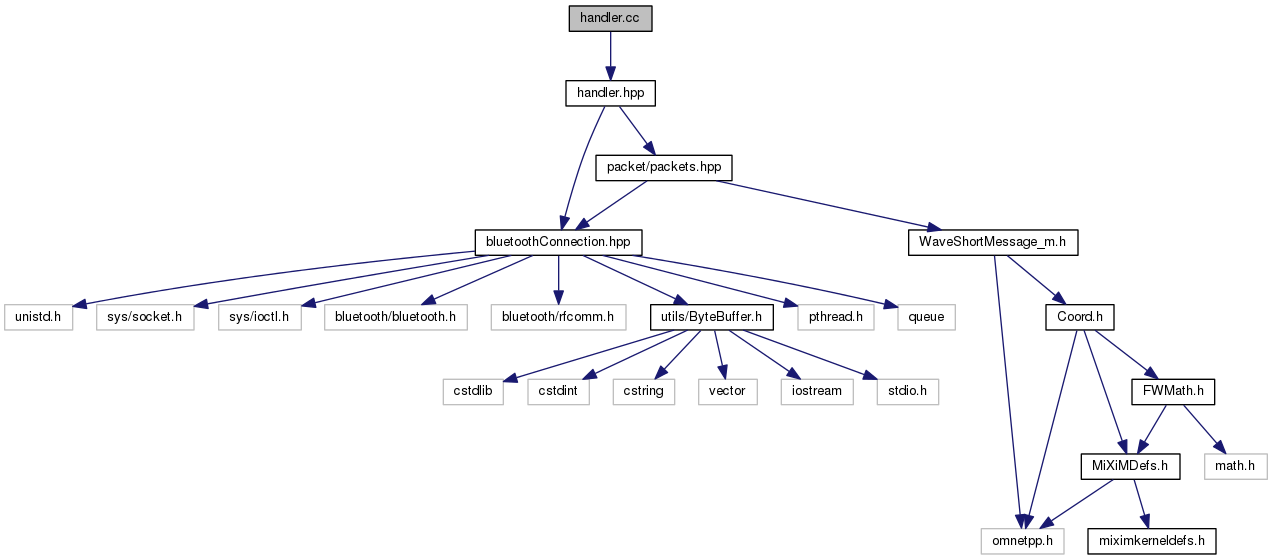 handler.cc
handler.hpp
packet/packets.hpp
bluetoothConnection.hpp
WaveShortMessage_m.h
unistd.h
sys/socket.h
sys/ioctl.h
bluetooth/bluetooth.h
bluetooth/rfcomm.h
utils/ByteBuffer.h
pthread.h
queue
Coord.h
cstdlib
cstdint
cstring
vector
iostream
stdio.h
FWMath.h
MiXiMDefs.h
math.h
omnetpp.h
miximkerneldefs.h